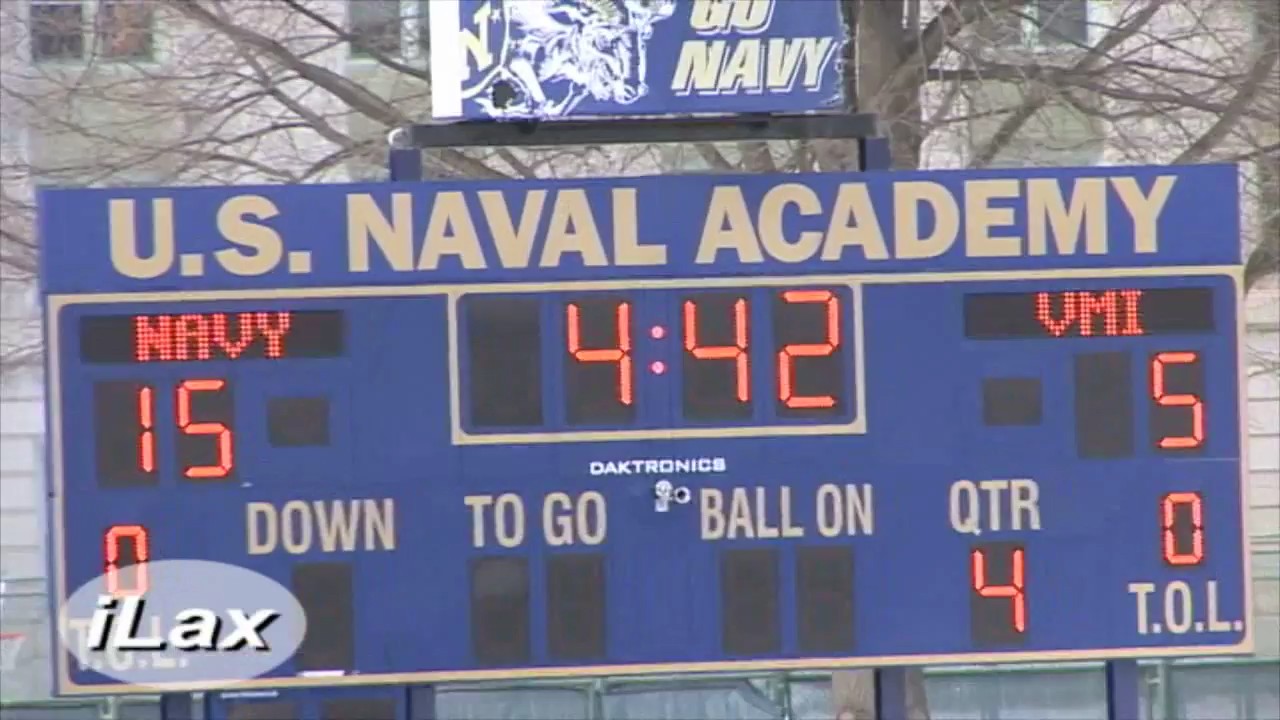 GO
NAVY
N
U.S. NAVAL ACADEMY
NAVY 4:42 VMI
15 5
DAKTRONICS
DOWN TO GO BALL ON QTR
0 4 0
T.O.L. T.O.L.
iLax